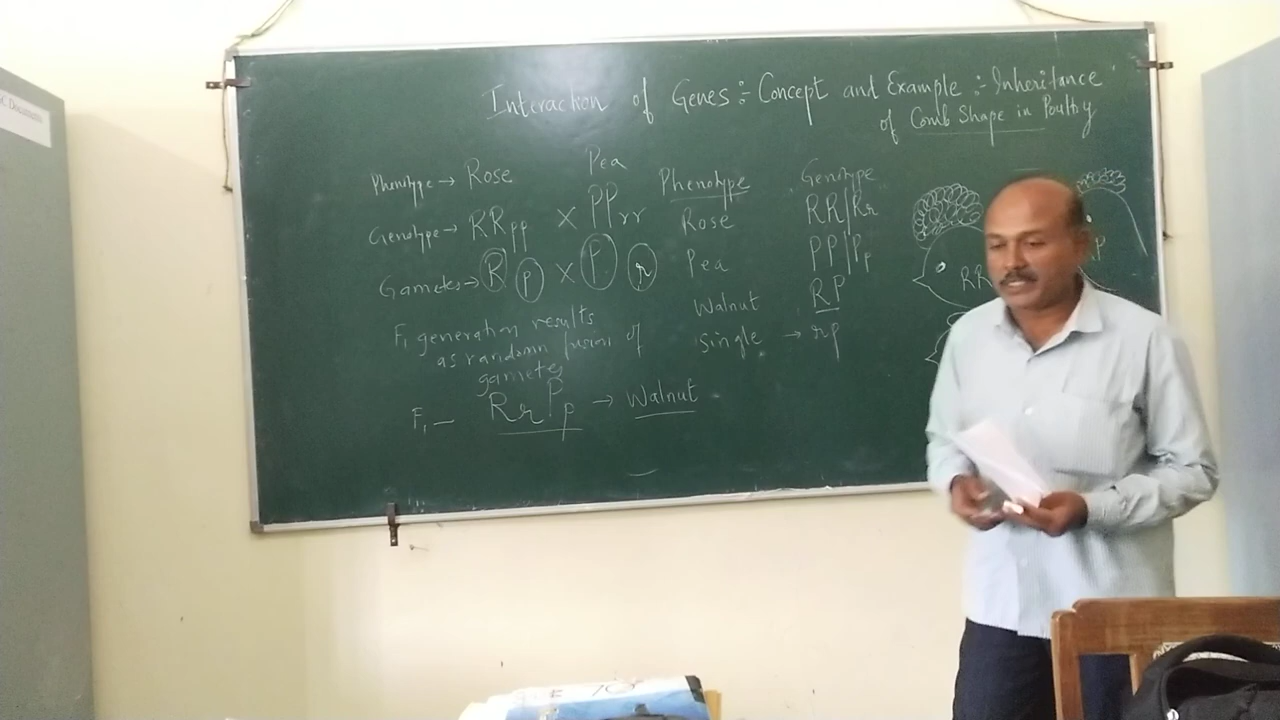 Interaction of Genes :- Concept and Example :- Inheritance
of Comb Shape in Poultry
Phenotype → Rose Pea
Genotype → RRpp × PPrr
Gametes → R p × P r
F1 generation results
as random fusion of
gametes
F1 — RrPp → Walnut
Phenotype Genotype
Rose RR/Rr
Pea PP/Pp
Walnut RP
Single → rp
RR
P